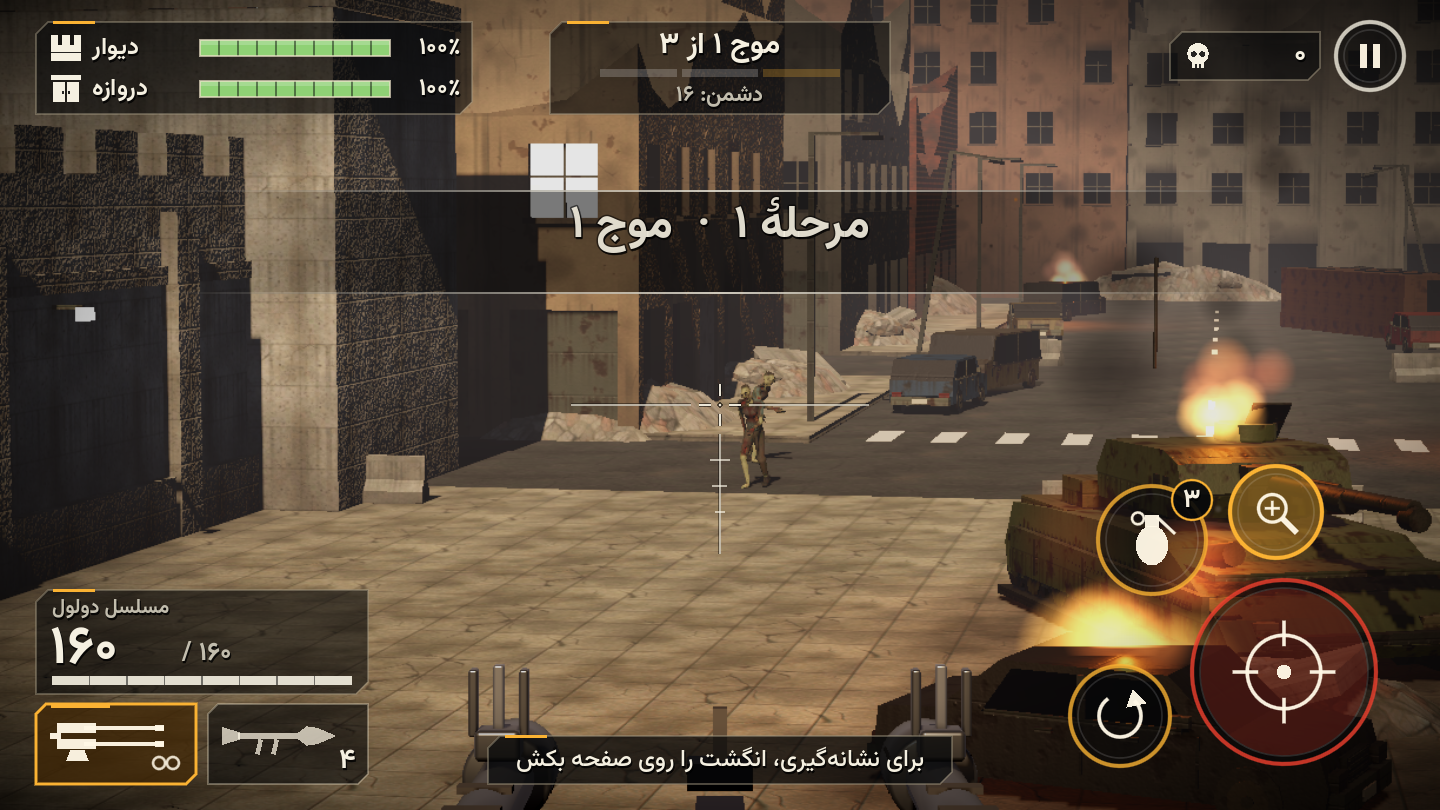 دیوار ۱۰۰٪
دروازه ۱۰۰٪
موج ۱ از ۳
دشمن: ۱۶
۰
مرحلهٔ ۱ · موج ۱
۳
مسلسل دولول
۱۶۰ / ۱۶۰
∞
۴
برای نشانه‌گیری، انگشت را روی صفحه بکش